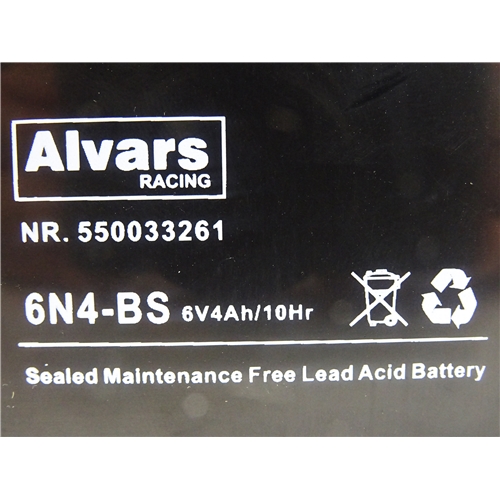 Alvars
RACING
NR. 550033261
6N4-BS 6V4Ah/10Hr
Sealed Maintenance Free Lead Acid Battery